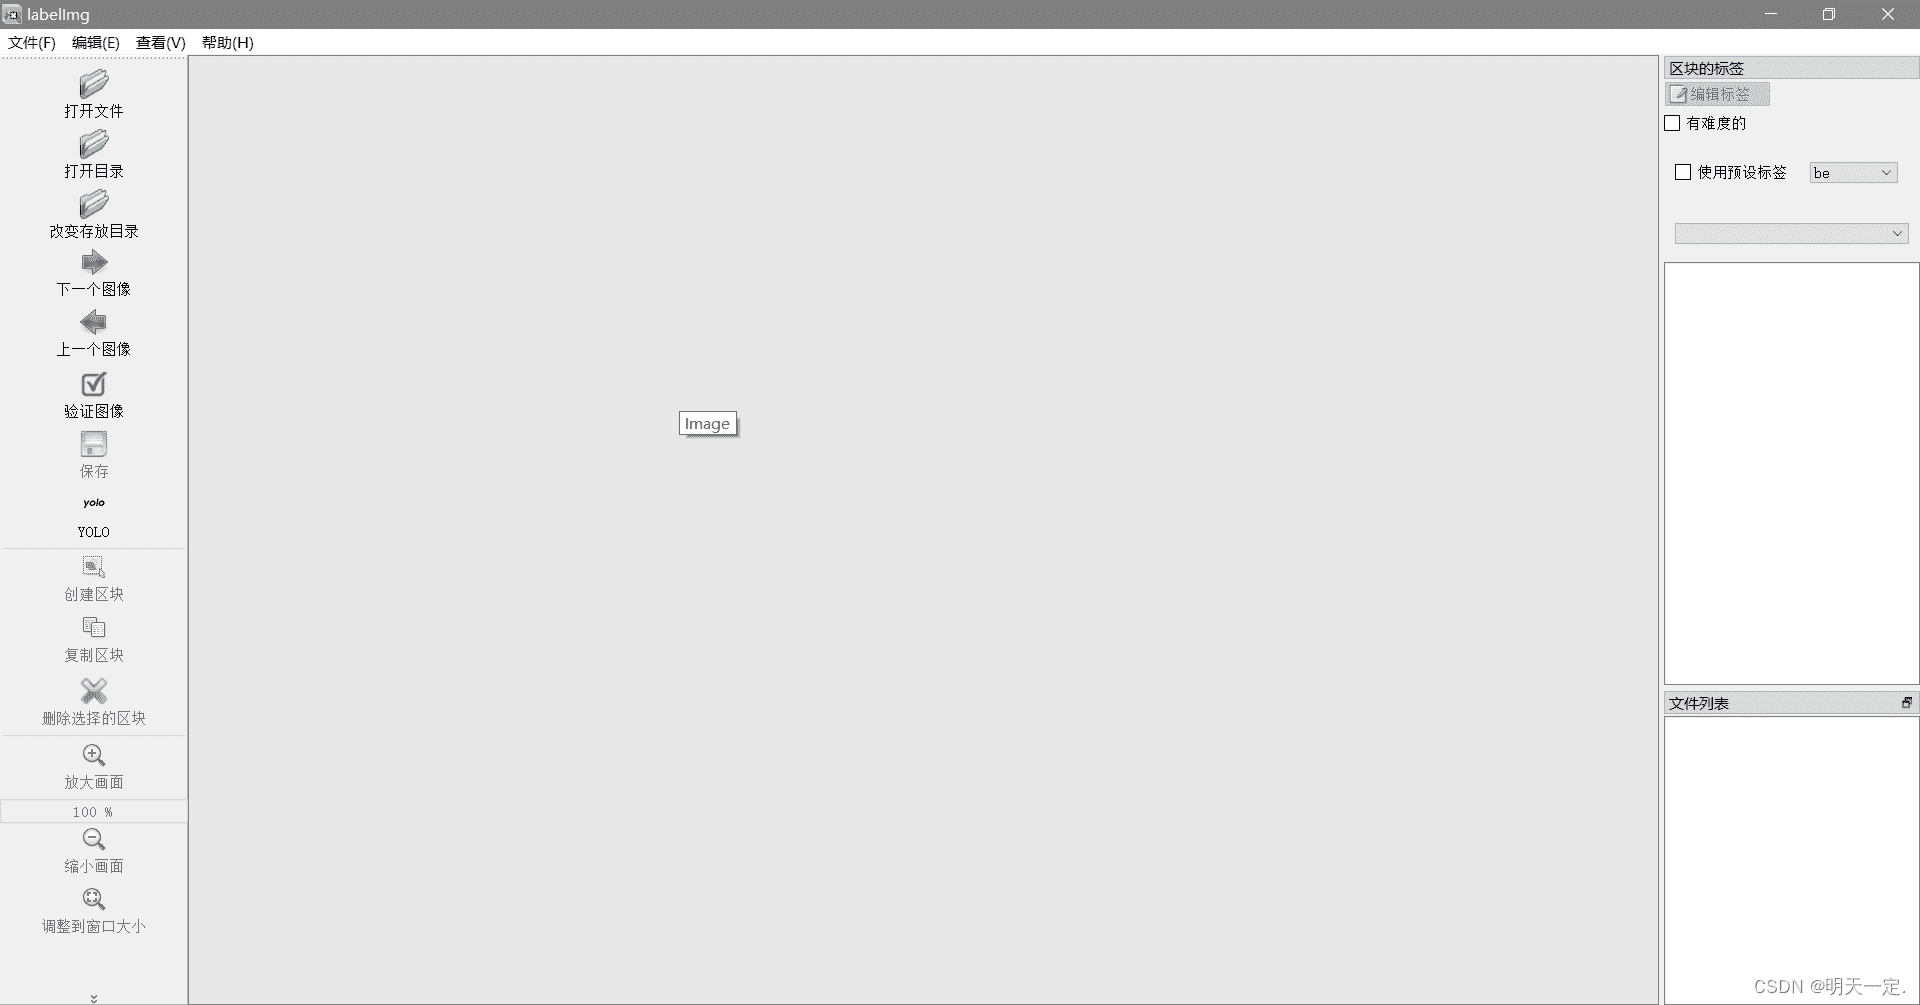 labelImg
文件(F) 编辑(E) 查看(V) 帮助(H)
打开文件
打开目录
改变存放目录
下一个图像
上一个图像
验证图像
保存
yolo
YOLO
创建区块
复制区块
删除选择的区块
放大画面
100 %
缩小画面
调整到窗口大小
Image
区块的标签
编辑标签
有难度的
使用预设标签 be
文件列表
CSDN @明天一定.